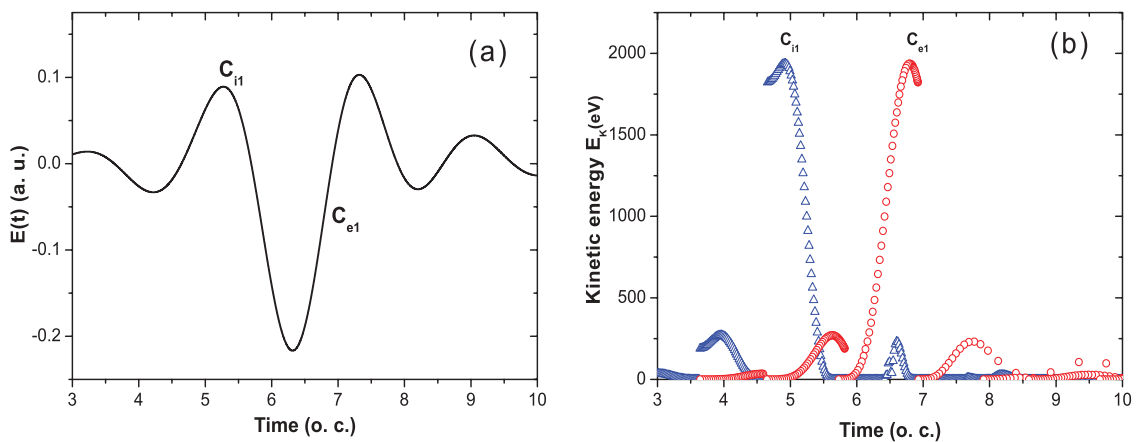 (a)
C_i1
C_e1
E(t) (a. u.)
0.1
0.0
-0.1
-0.2
3 4 5 6 7 8 9 10
Time (o. c.)
C_i1 C_e1
(b)
Kinetic energy E_K(eV)
2000
1500
1000
500
0
3 4 5 6 7 8 9 10
Time (o. c.)